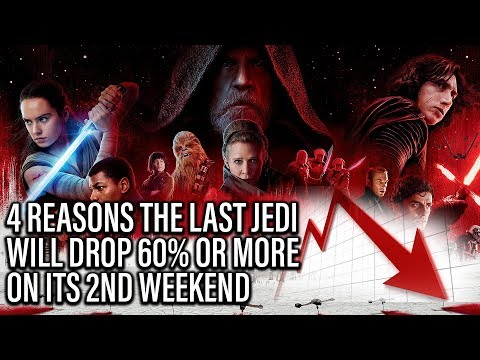 4 REASONS THE LAST JEDI
WILL DROP 60% OR MORE
ON ITS 2ND WEEKEND